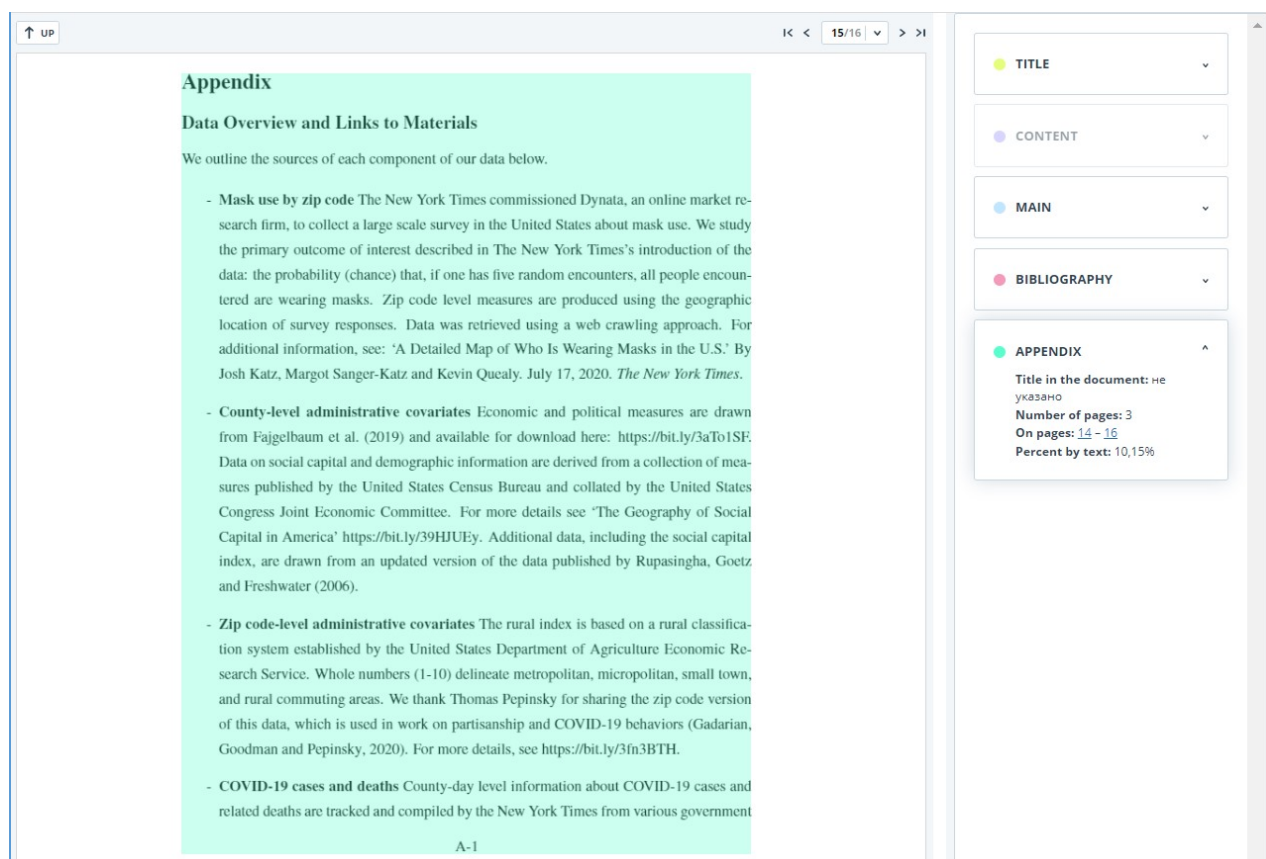 ↑ UP
15/16
Appendix
Data Overview and Links to Materials
We outline the sources of each component of our data below.
- Mask use by zip code The New York Times commissioned Dynata, an online market re-
search firm, to collect a large scale survey in the United States about mask use. We study
the primary outcome of interest described in The New York Times's introduction of the
data: the probability (chance) that, if one has five random encounters, all people encoun-
tered are wearing masks. Zip code level measures are produced using the geographic
location of survey responses. Data was retrieved using a web crawling approach. For
additional information, see: ‘A Detailed Map of Who Is Wearing Masks in the U.S.’ By
Josh Katz, Margot Sanger-Katz and Kevin Quealy. July 17, 2020. The New York Times.
- County-level administrative covariates Economic and political measures are drawn
from Fajgelbaum et al. (2019) and available for download here: https://bit.ly/3aTo1SF.
Data on social capital and demographic information are derived from a collection of mea-
sures published by the United States Census Bureau and collated by the United States
Congress Joint Economic Committee. For more details see ‘The Geography of Social
Capital in America’ https://bit.ly/39HJUEy. Additional data, including the social capital
index, are drawn from an updated version of the data published by Rupasingha, Goetz
and Freshwater (2006).
- Zip code-level administrative covariates The rural index is based on a rural classifica-
tion system established by the United States Department of Agriculture Economic Re-
search Service. Whole numbers (1-10) delineate metropolitan, micropolitan, small town,
and rural commuting areas. We thank Thomas Pepinsky for sharing the zip code version
of this data, which is used in work on partisanship and COVID-19 behaviors (Gadarian,
Goodman and Pepinsky, 2020). For more details, see https://bit.ly/3fn3BTH.
- COVID-19 cases and deaths County-day level information about COVID-19 cases and
related deaths are tracked and compiled by the New York Times from various government
A-1
TITLE
CONTENT
MAIN
BIBLIOGRAPHY
APPENDIX
Title in the document: не
указано
Number of pages: 3
On pages: 14 – 16
Percent by text: 10,15%